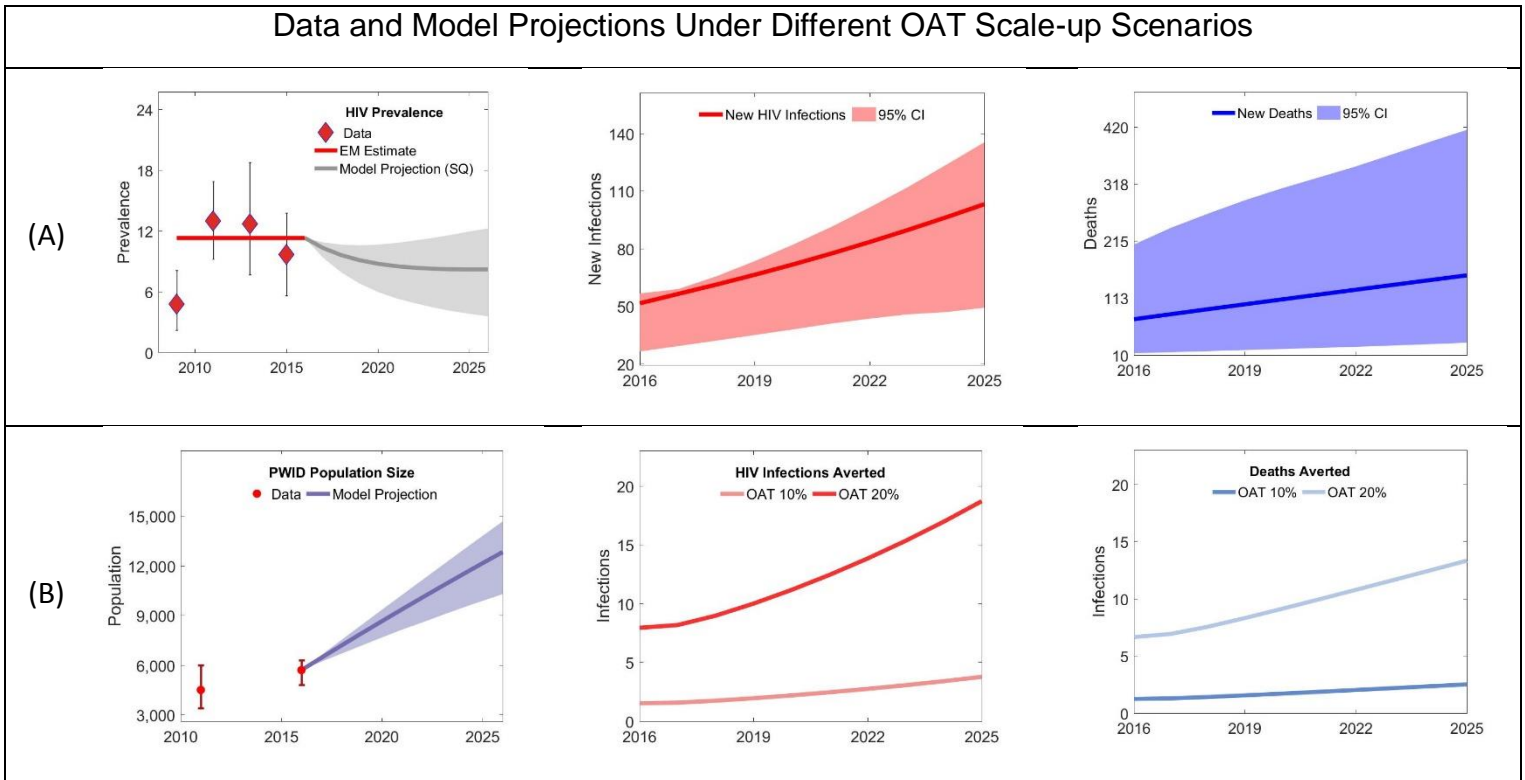 Data and Model Projections Under Different OAT Scale-up Scenarios
(A)
HIV Prevalence
Data
EM Estimate
Model Projection (SQ)
Prevalence
24
18
12
6
0
2010 2015 2020 2025
New HIV Infections 95% CI
New Infections
140
110
80
50
20
2016 2019 2022 2025
New Deaths 95% CI
Deaths
420
318
215
113
10
2016 2019 2022 2025
(B)
PWID Population Size
Data Model Projection
Population
15,000
12,000
9,000
6,000
3,000
2010 2015 2020 2025
HIV Infections Averted
OAT 10% OAT 20%
Infections
20
15
10
5
0
2016 2019 2022 2025
Deaths Averted
OAT 10% OAT 20%
Infections
20
15
10
5
0
2016 2019 2022 2025